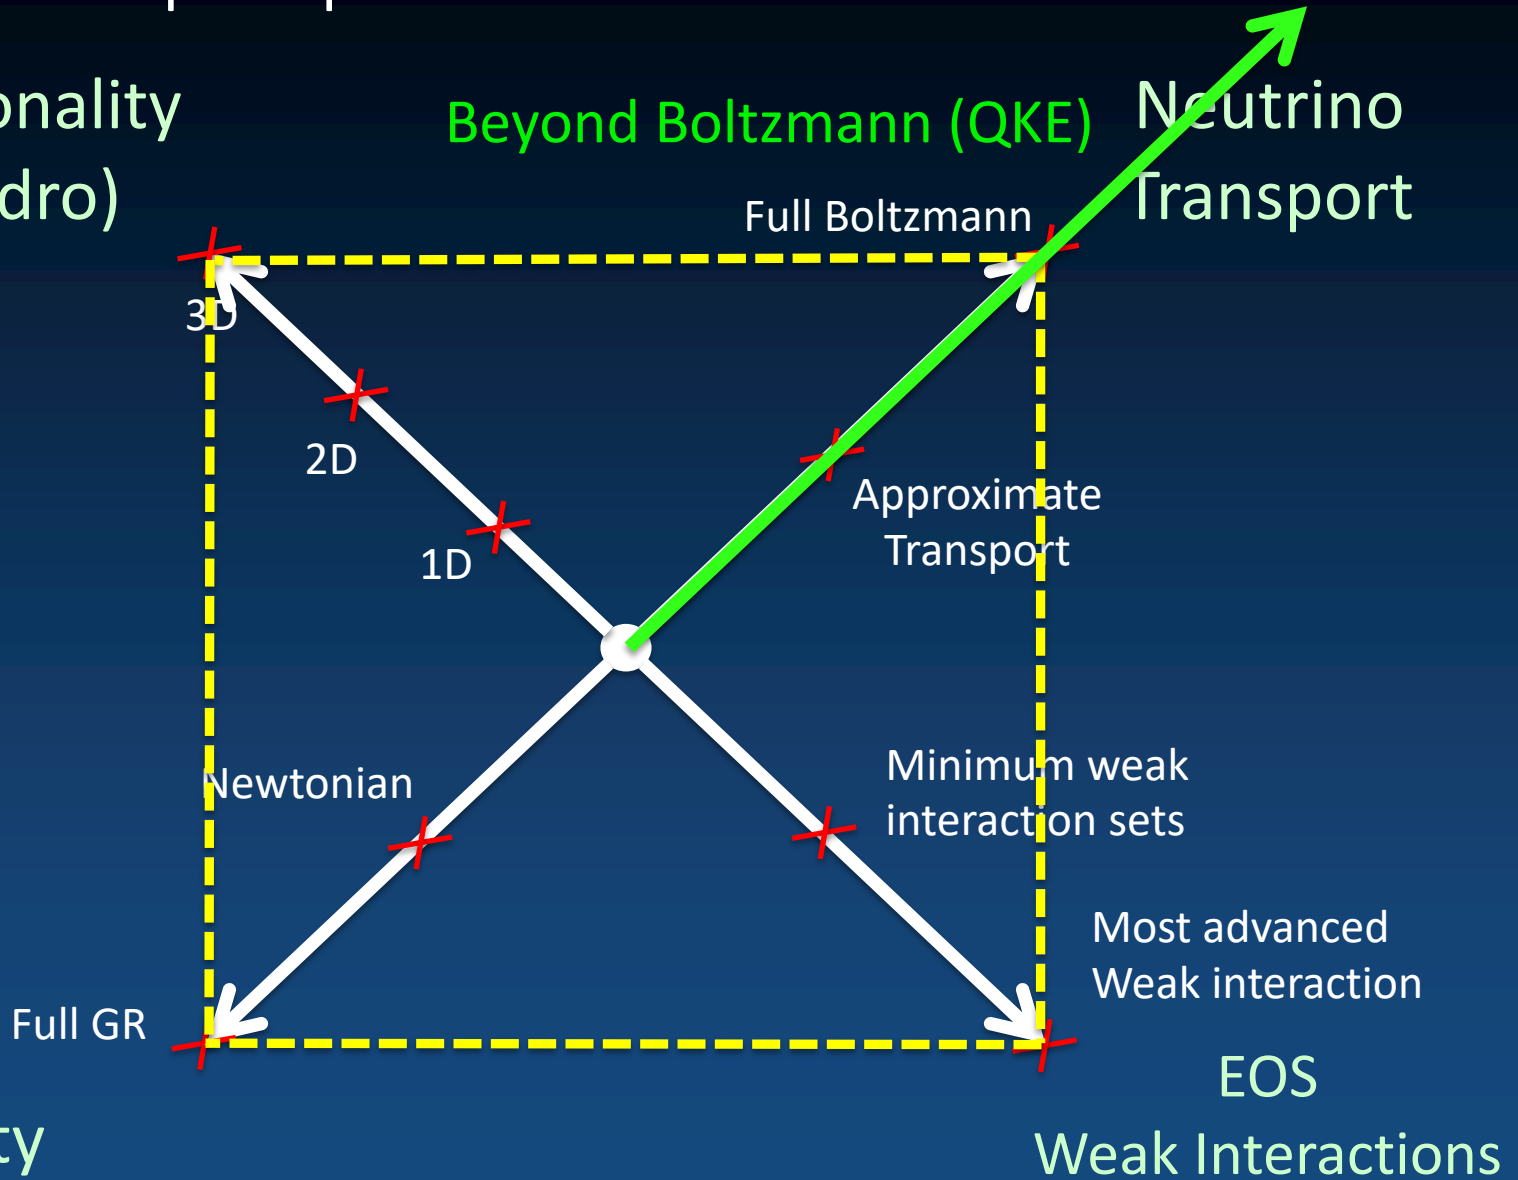 onality
dro)
Beyond Boltzmann (QKE)
Neutrino
Transport
Full Boltzmann
3D
2D
1D
Approximate
Transport
Newtonian
Minimum weak
interaction sets
Full GR
Most advanced
Weak interaction
EOS
Weak Interactions
ty